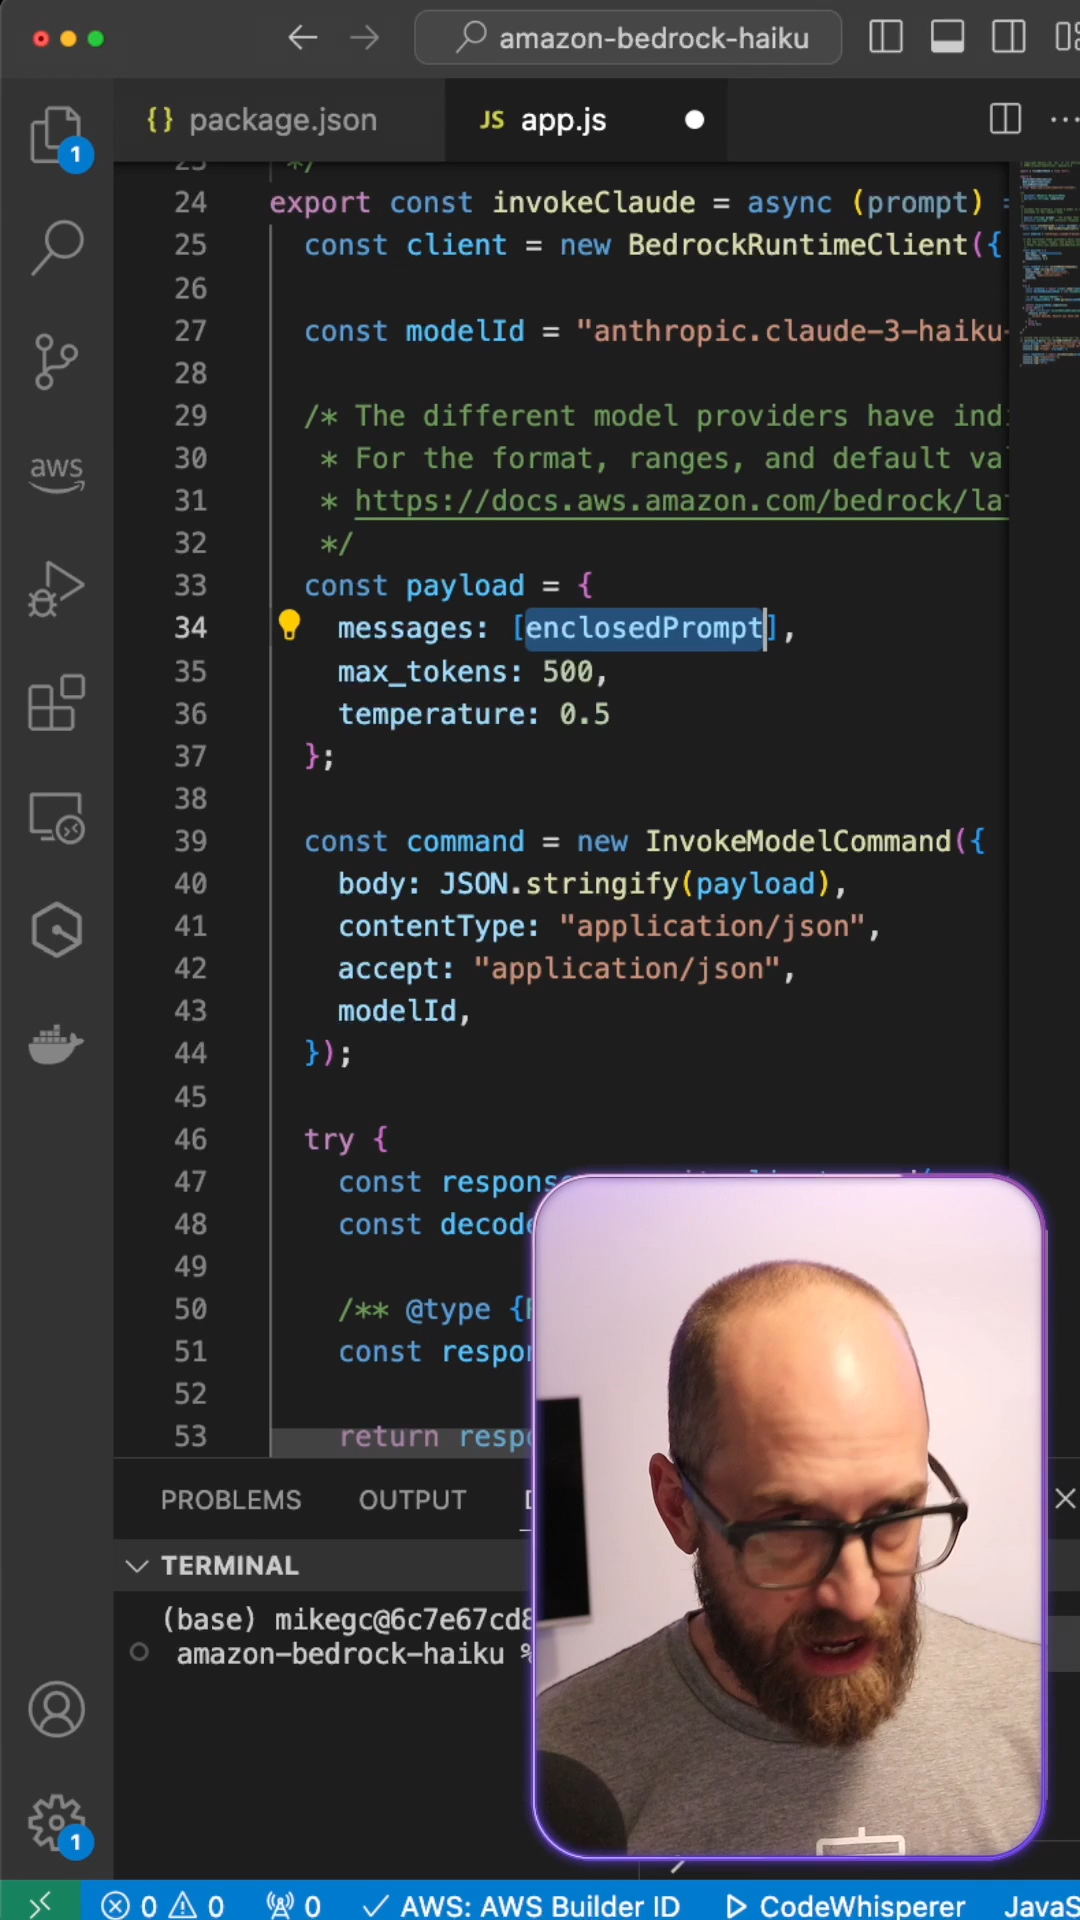 amazon-bedrock-haiku
{} package.json
JS app.js
1
aws
23 */
24 export const invokeClaude = async (prompt) =
25 const client = new BedrockRuntimeClient({
26
27 const modelId = "anthropic.claude-3-haiku-
28
29 /* The different model providers have ind
30 * For the format, ranges, and default va
31 * https://docs.aws.amazon.com/bedrock/la
32 */
33 const payload = {
34 messages: [enclosedPrompt],
35 max_tokens: 500,
36 temperature: 0.5
37 };
38
39 const command = new InvokeModelCommand({
40 body: JSON.stringify(payload),
41 contentType: "application/json",
42 accept: "application/json",
43 modelId,
44 });
45
46 try {
47 const respons
48 const decod
49
50 /** @type {
51 const respon
52
53 return resp
PROBLEMS OUTPUT
TERMINAL
(base) mikegc@6c7e67cd8
amazon-bedrock-haiku %
1
0 0 0 AWS: AWS Builder ID CodeWhisperer JavaS